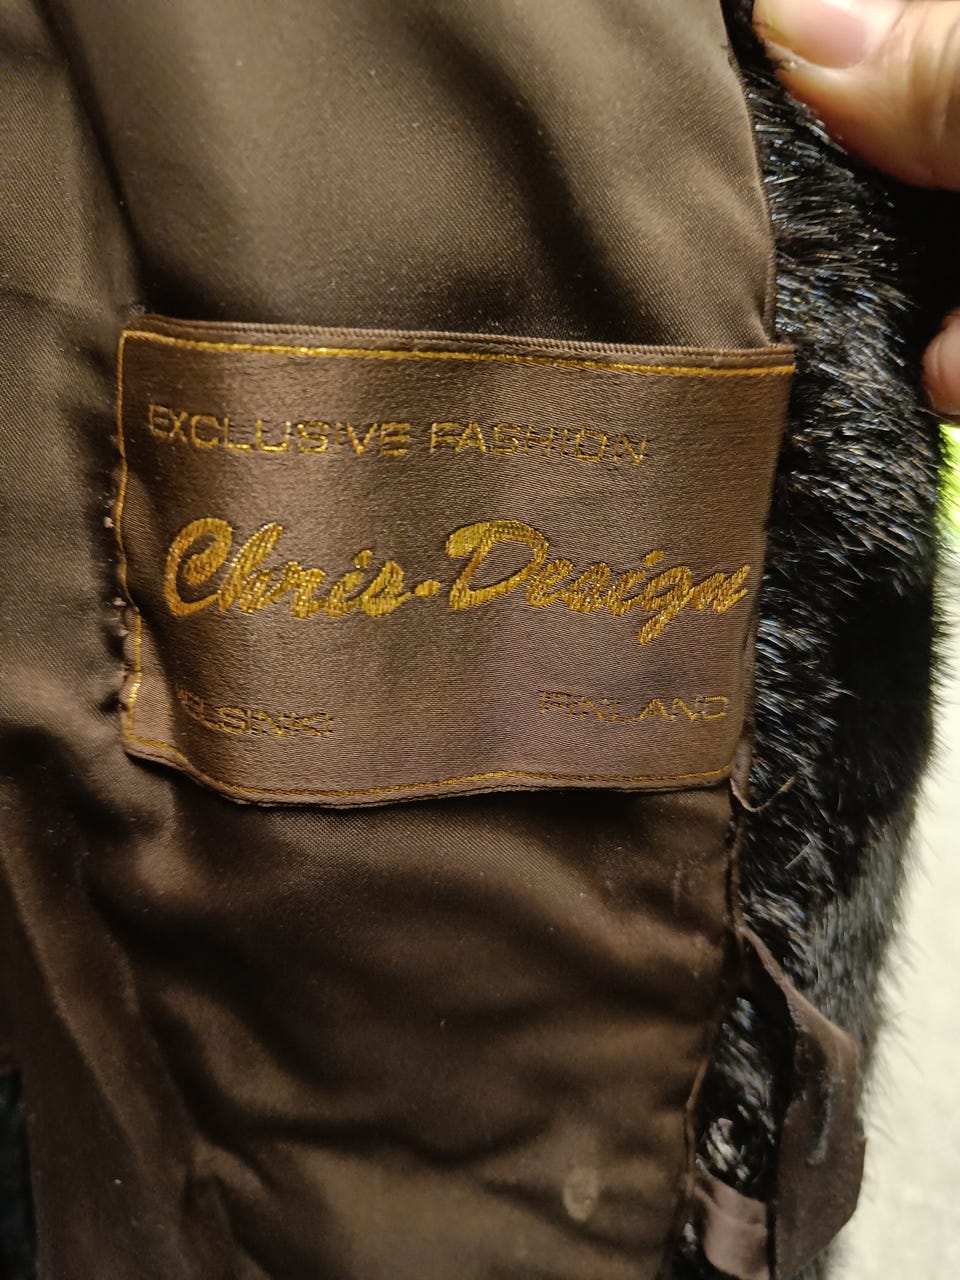 EXCLUSIVE FASHION
Chris·Design
HELSINKI FINLAND